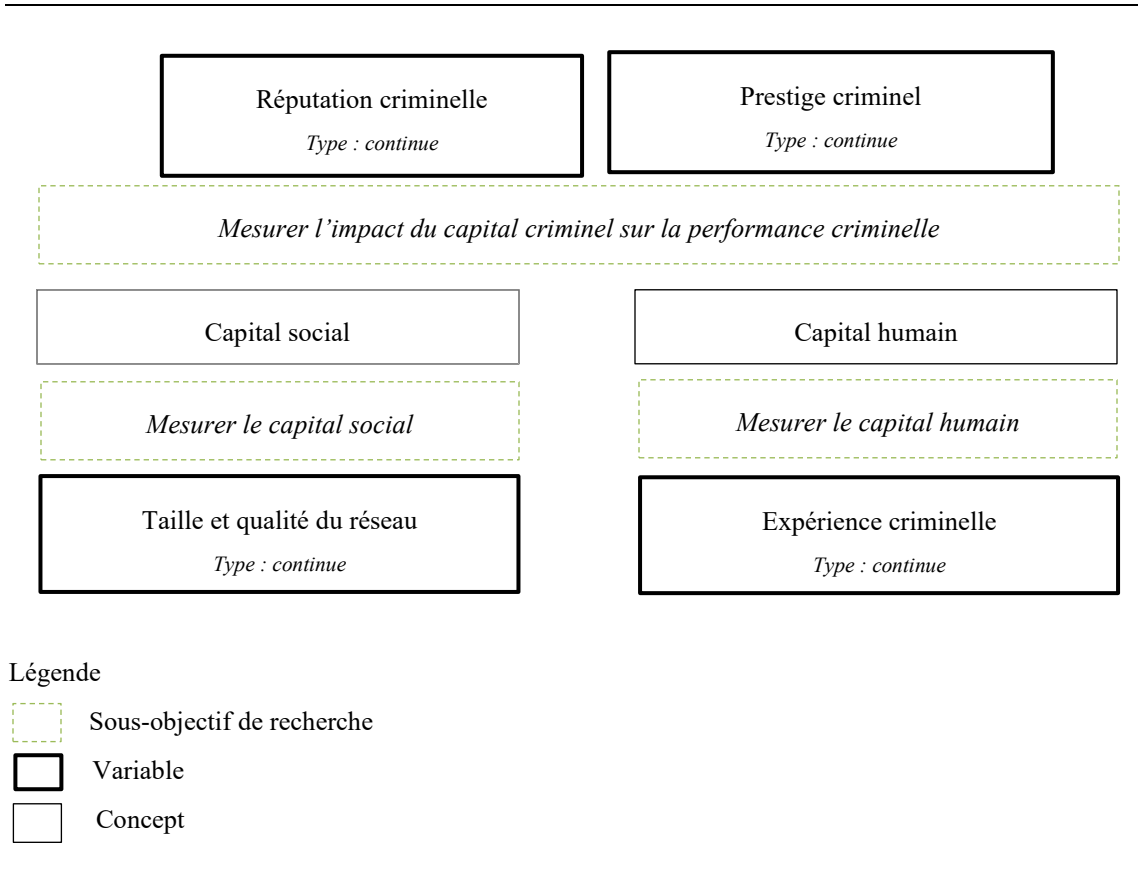 Réputation criminelle
Type : continue
Prestige criminel
Type : continue
Mesurer l’impact du capital criminel sur la performance criminelle
Capital social
Capital humain
Mesurer le capital social
Mesurer le capital humain
Taille et qualité du réseau
Type : continue
Expérience criminelle
Type : continue
Légende
Sous-objectif de recherche
Variable
Concept